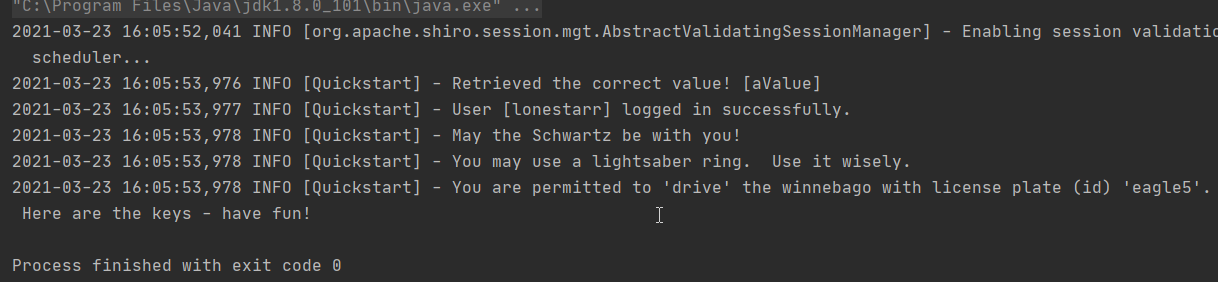 "C:\Program Files\Java\jdk1.8.0_101\bin\java.exe" ...
2021-03-23 16:05:52,041 INFO [org.apache.shiro.session.mgt.AbstractValidatingSessionManager] - Enabling session validatio
scheduler...
2021-03-23 16:05:53,976 INFO [Quickstart] - Retrieved the correct value! [aValue]
2021-03-23 16:05:53,977 INFO [Quickstart] - User [lonestarr] logged in successfully.
2021-03-23 16:05:53,978 INFO [Quickstart] - May the Schwartz be with you!
2021-03-23 16:05:53,978 INFO [Quickstart] - You may use a lightsaber ring.  Use it wisely.
2021-03-23 16:05:53,978 INFO [Quickstart] - You are permitted to 'drive' the winnebago with license plate (id) 'eagle5'.
Here are the keys - have fun!
Process finished with exit code 0